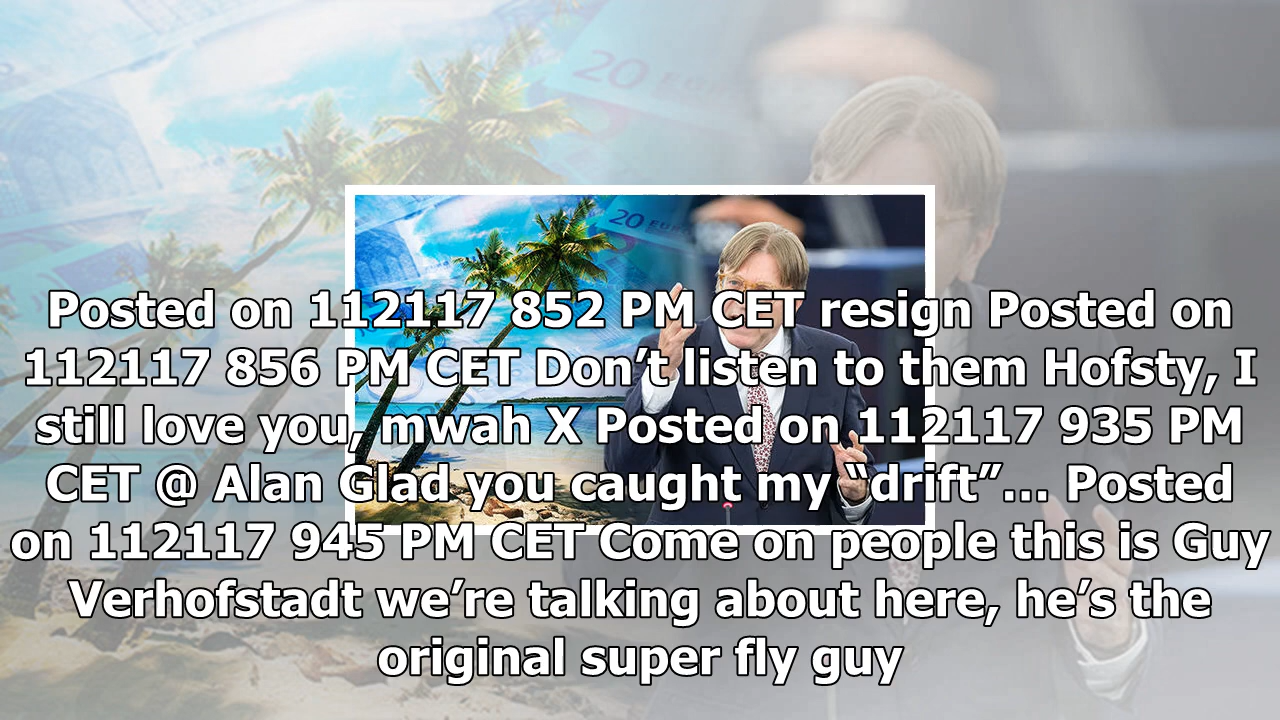 20 EURO
Posted on 112117 852 PM CET resign Posted on
112117 856 PM CET Don’t listen to them Hofsty, I
still love you, mwah X Posted on 112117 935 PM
CET @ Alan Glad you caught my “drift”... Posted
on 112117 945 PM CET Come on people this is Guy
Verhofstadt we’re talking about here, he’s the
original super fly guy